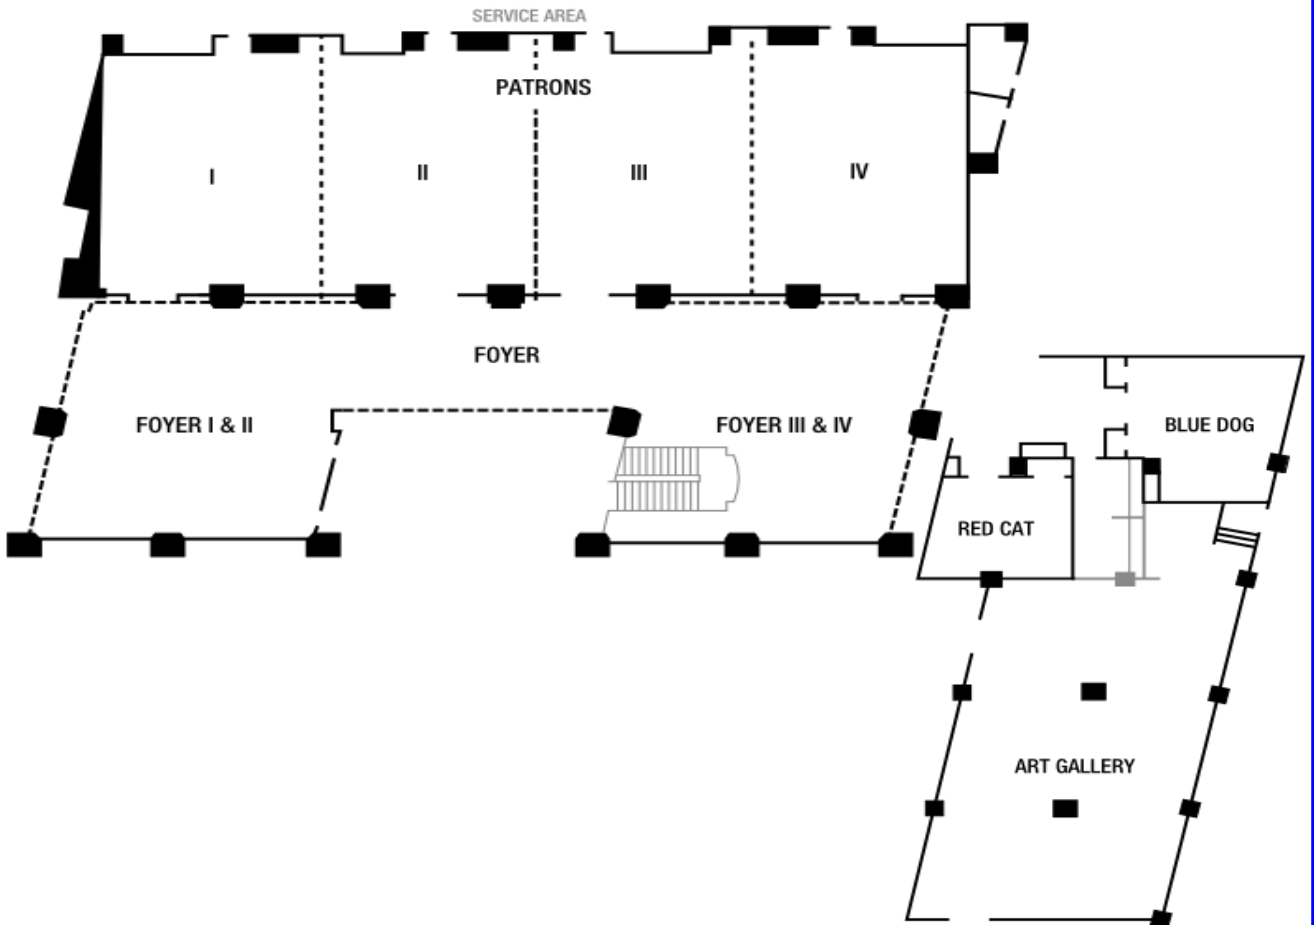 SERVICE AREA
PATRONS
I
II
III
IV
FOYER
FOYER I & II
FOYER III & IV
BLUE DOG
RED CAT
ART GALLERY